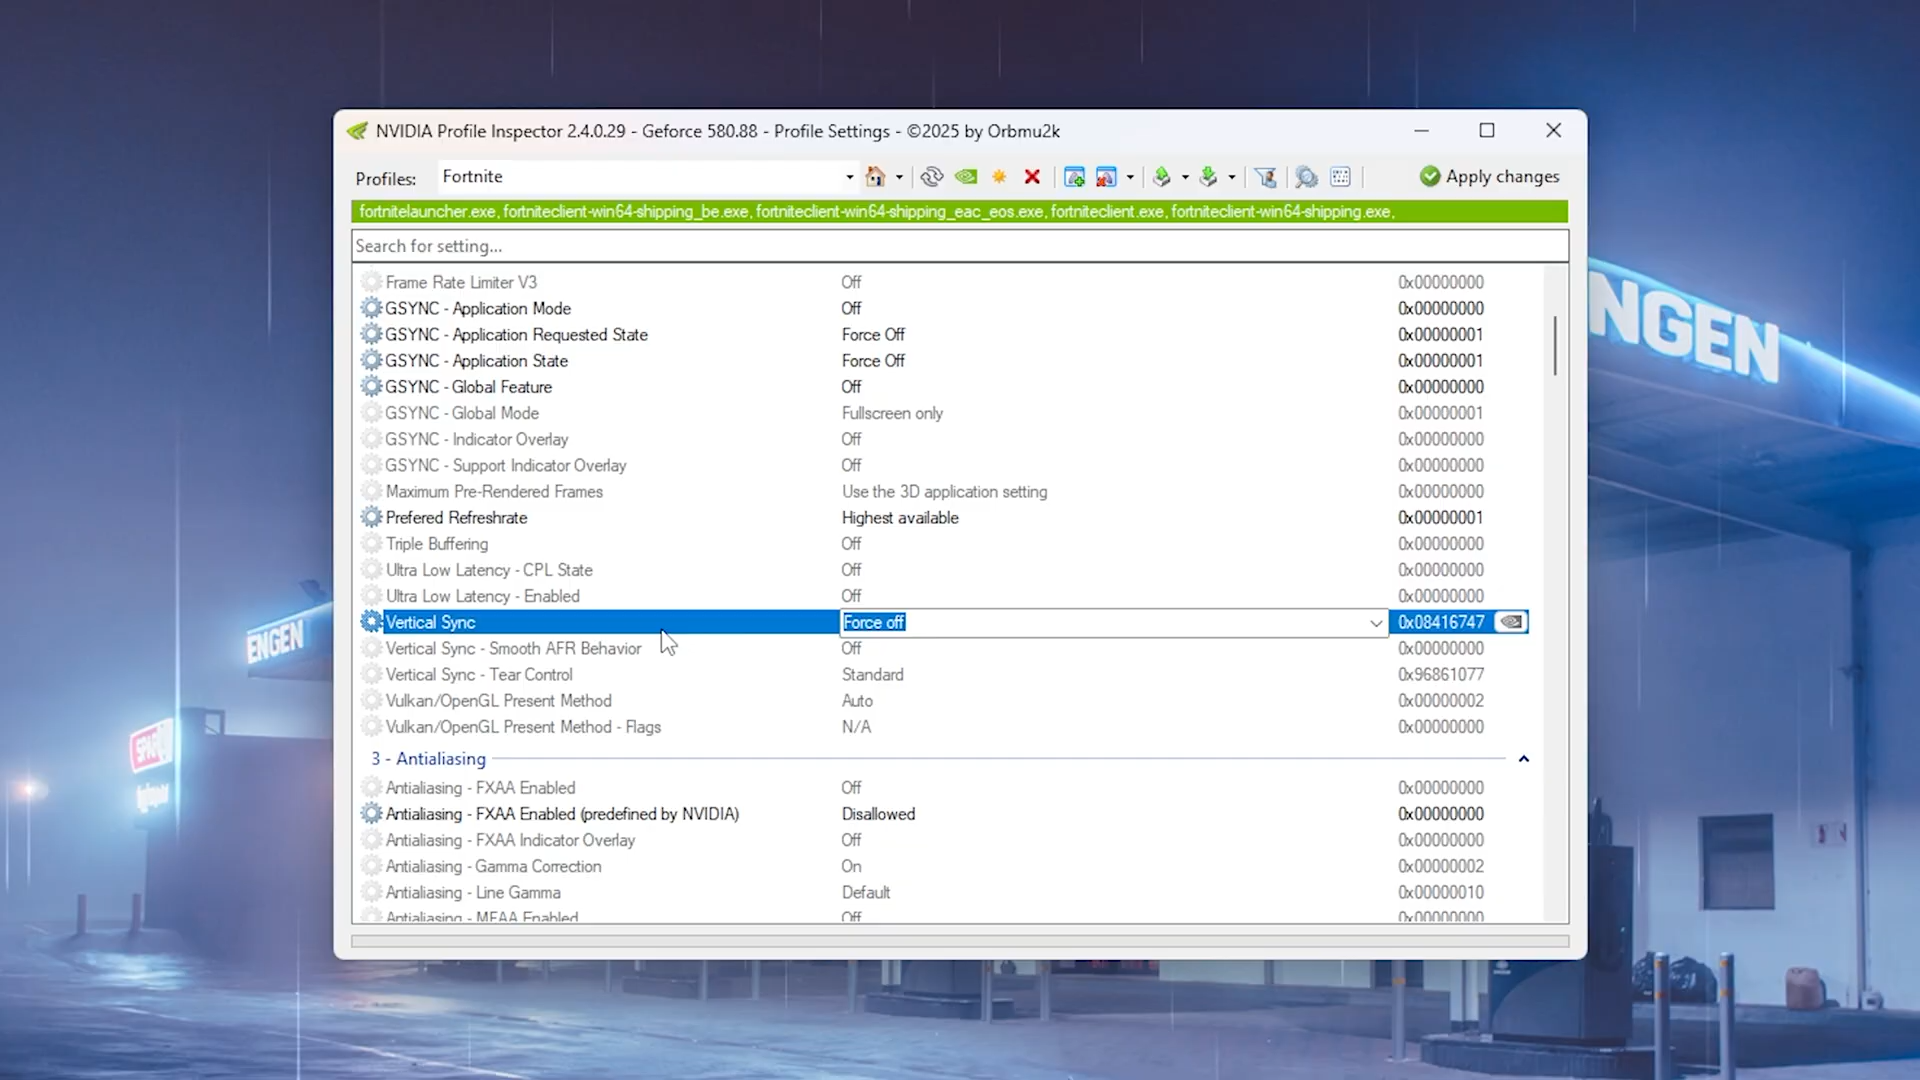 NVIDIA Profile Inspector 2.4.0.29 - Geforce 580.88 - Profile Settings - ©2025 by Orbmu2k
Profiles: Fortnite Apply changes
fortnitelauncher.exe, fortniteclient-win64-shipping_be.exe, fortniteclient-win64-shipping_eac_eos.exe, fortniteclient.exe, fortniteclient-win64-shipping.exe,
Search for setting...
Frame Rate Limiter V3 Off 0x00000000
GSYNC - Application Mode Off 0x00000000
GSYNC - Application Requested State Force Off 0x00000001
GSYNC - Application State Force Off 0x00000001
GSYNC - Global Feature Off 0x00000000
GSYNC - Global Mode Fullscreen only 0x00000001
GSYNC - Indicator Overlay Off 0x00000000
GSYNC - Support Indicator Overlay Off 0x00000000
Maximum Pre-Rendered Frames Use the 3D application setting 0x00000000
Prefered Refreshrate Highest available 0x00000001
Triple Buffering Off 0x00000000
Ultra Low Latency - CPL State Off 0x00000000
Ultra Low Latency - Enabled Off 0x00000000
Vertical Sync Force off 0x08416747
Vertical Sync - Smooth AFR Behavior Off 0x00000000
Vertical Sync - Tear Control Standard 0x96861077
Vulkan/OpenGL Present Method Auto 0x00000002
Vulkan/OpenGL Present Method - Flags N/A 0x00000000
3 - Antialiasing
Antialiasing - FXAA Enabled Off 0x00000000
Antialiasing - FXAA Enabled (predefined by NVIDIA) Disallowed 0x00000000
Antialiasing - FXAA Indicator Overlay Off 0x00000000
Antialiasing - Gamma Correction On 0x00000002
Antialiasing - Line Gamma Default 0x00000010
Antialiasing - MFAA Enabled Off 0x00000000
NGEN
ENGEN
SPAR